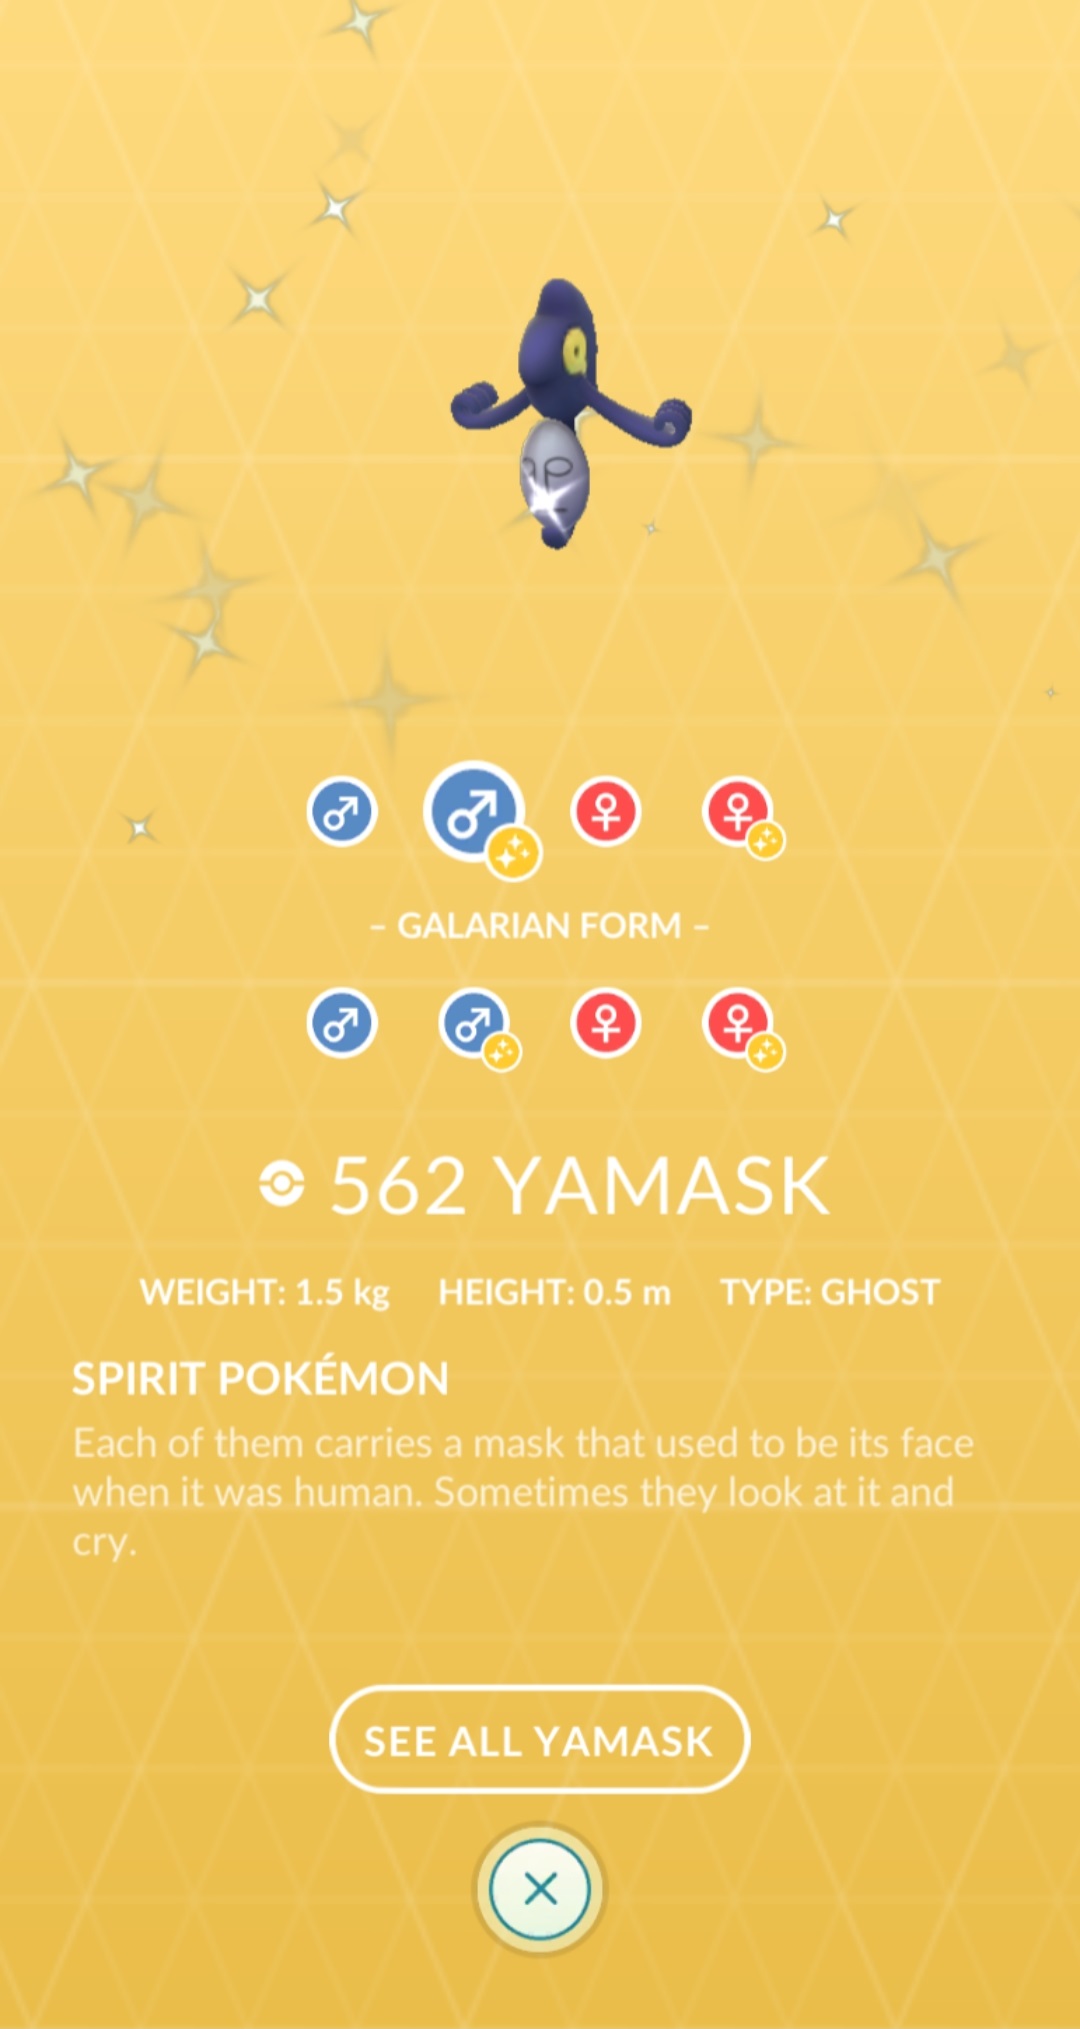 – GALARIAN FORM –
562 YAMASK
WEIGHT: 1.5 kg HEIGHT: 0.5 m TYPE: GHOST
SPIRIT POKÉMON
Each of them carries a mask that used to be its face
when it was human. Sometimes they look at it and
cry.
SEE ALL YAMASK